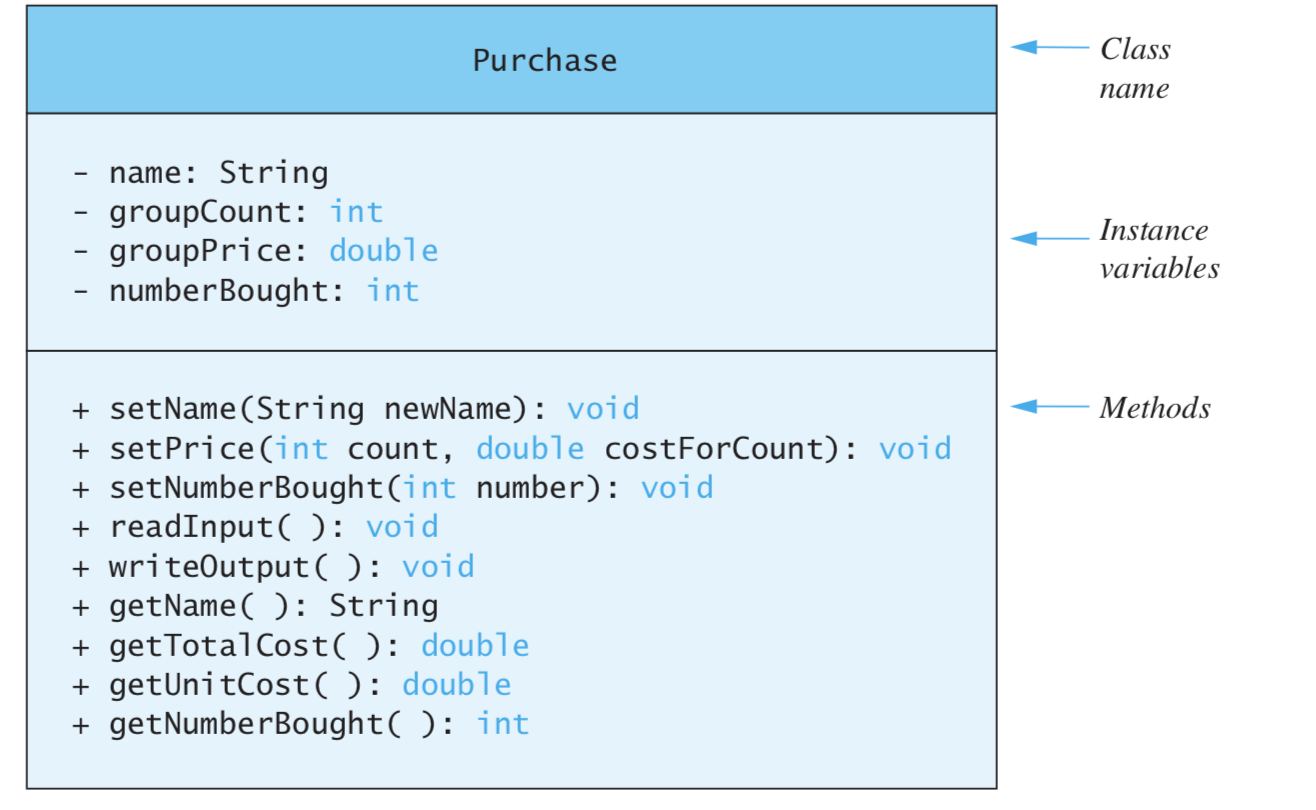 Purchase
Class
name
- name: String
- groupCount: int
- groupPrice: double
- numberBought: int
Instance
variables
+ setName(String newName): void
+ setPrice(int count, double costForCount): void
+ setNumberBought(int number): void
+ readInput( ): void
+ writeOutput( ): void
+ getName( ): String
+ getTotalCost( ): double
+ getUnitCost( ): double
+ getNumberBought( ): int
Methods